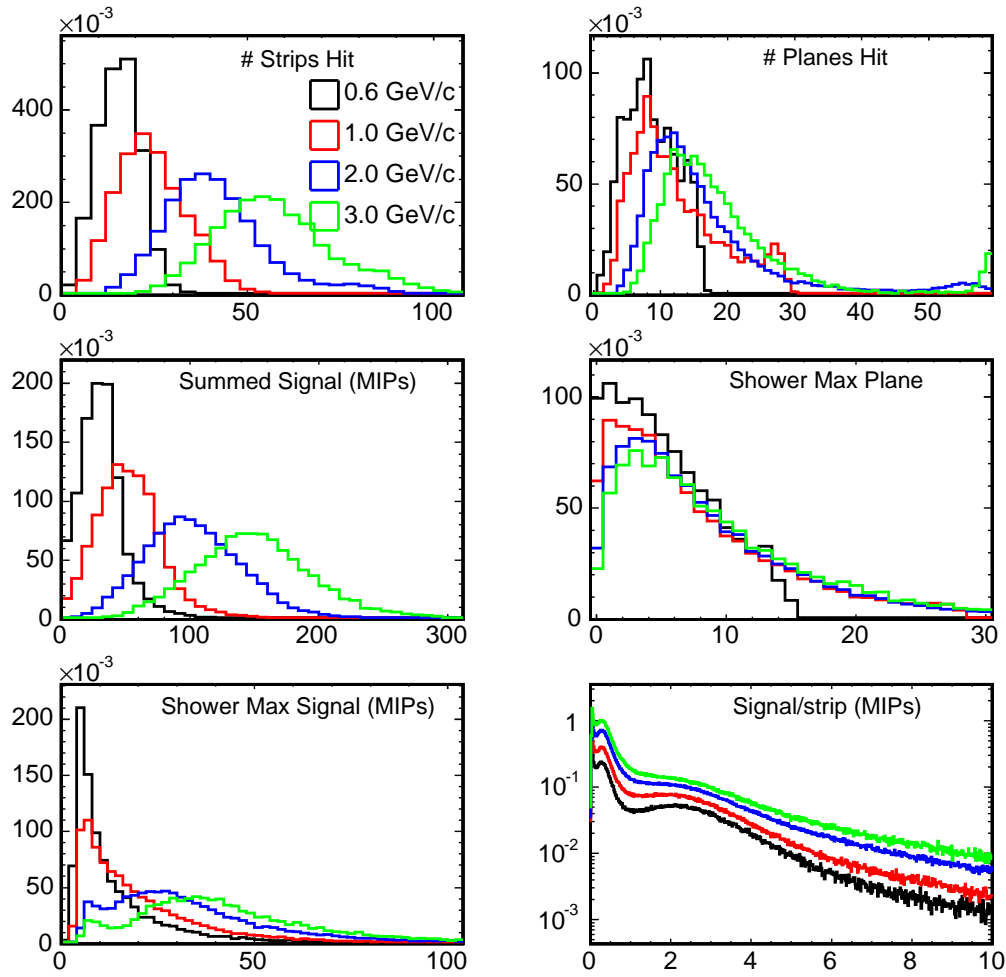 ×10⁻³ ×10⁻³
# Strips Hit # Planes Hit
0.6 GeV/c
1.0 GeV/c
2.0 GeV/c
3.0 GeV/c
400
200
0
100
50
0
0 50 100
10 20 30 40 50
×10⁻³ ×10⁻³
Summed Signal (MIPs) Shower Max Plane
200
150
100
50
0
100
50
0
0 100 200 300
0 10 20 30
×10⁻³
Shower Max Signal (MIPs) Signal/strip (MIPs)
200
150
100
50
0
1
10⁻¹
10⁻²
10⁻³
0 50 100
0 2 4 6 8 10